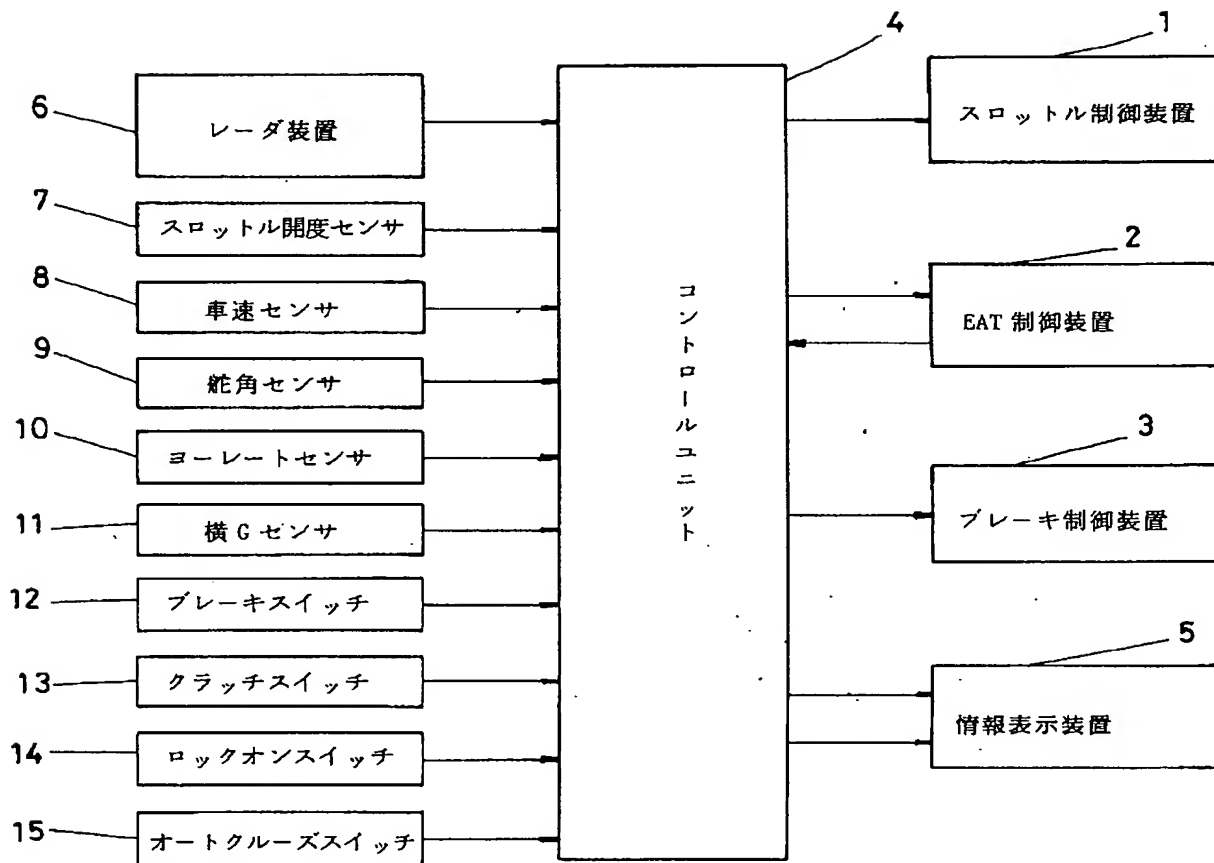 6
レーダ装置
7
スロットル開度センサ
8
車速センサ
9
舵角センサ
10
ヨーレートセンサ
11
横Gセンサ
12
ブレーキスイッチ
13
クラッチスイッチ
14
ロックオンスイッチ
15
オートクルーズスイッチ
4
コントロールユニット
1
スロットル制御装置
2
EAT制御装置
3
ブレーキ制御装置
5
情報表示装置